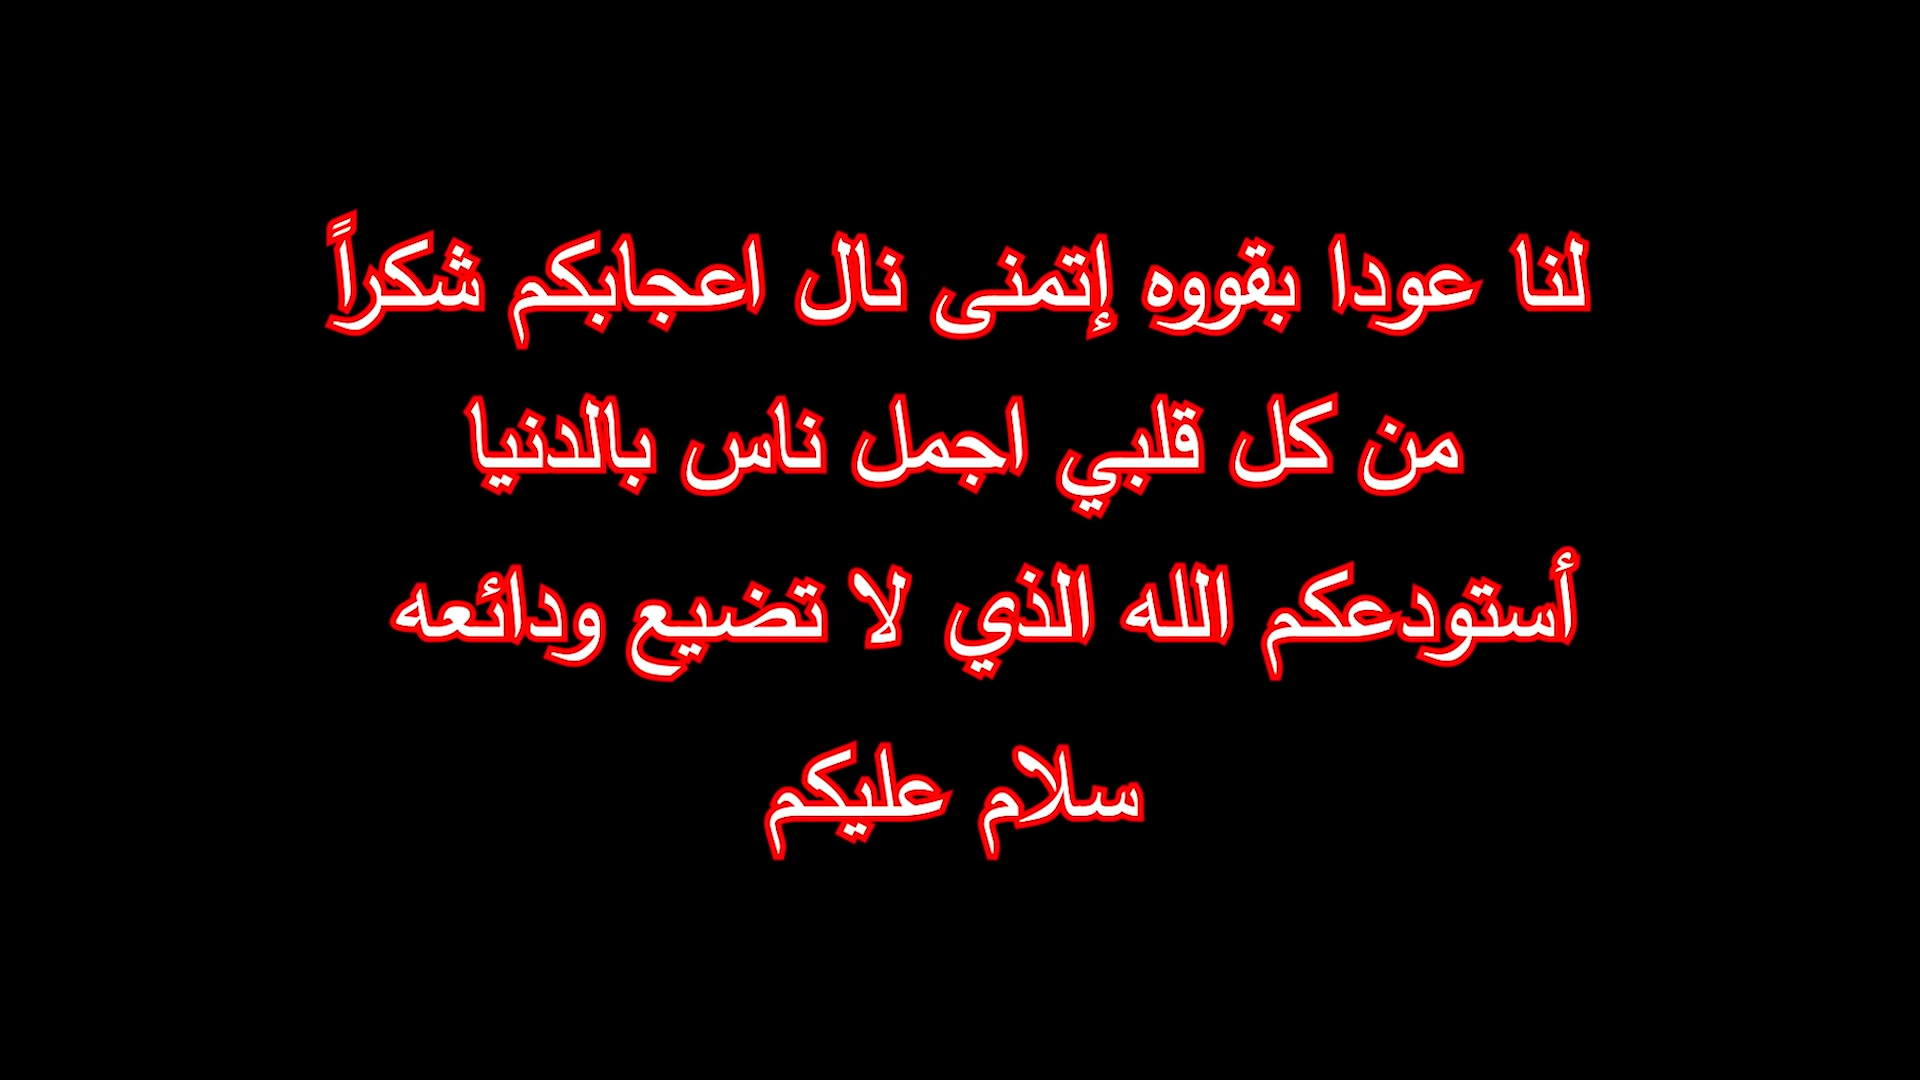 لنا عودا بقووه إتمنى نال اعجابكم شكراً
من كل قلبي اجمل ناس بالدنيا
أستودعكم الله الذي لا تضيع ودائعه
سلام عليكم